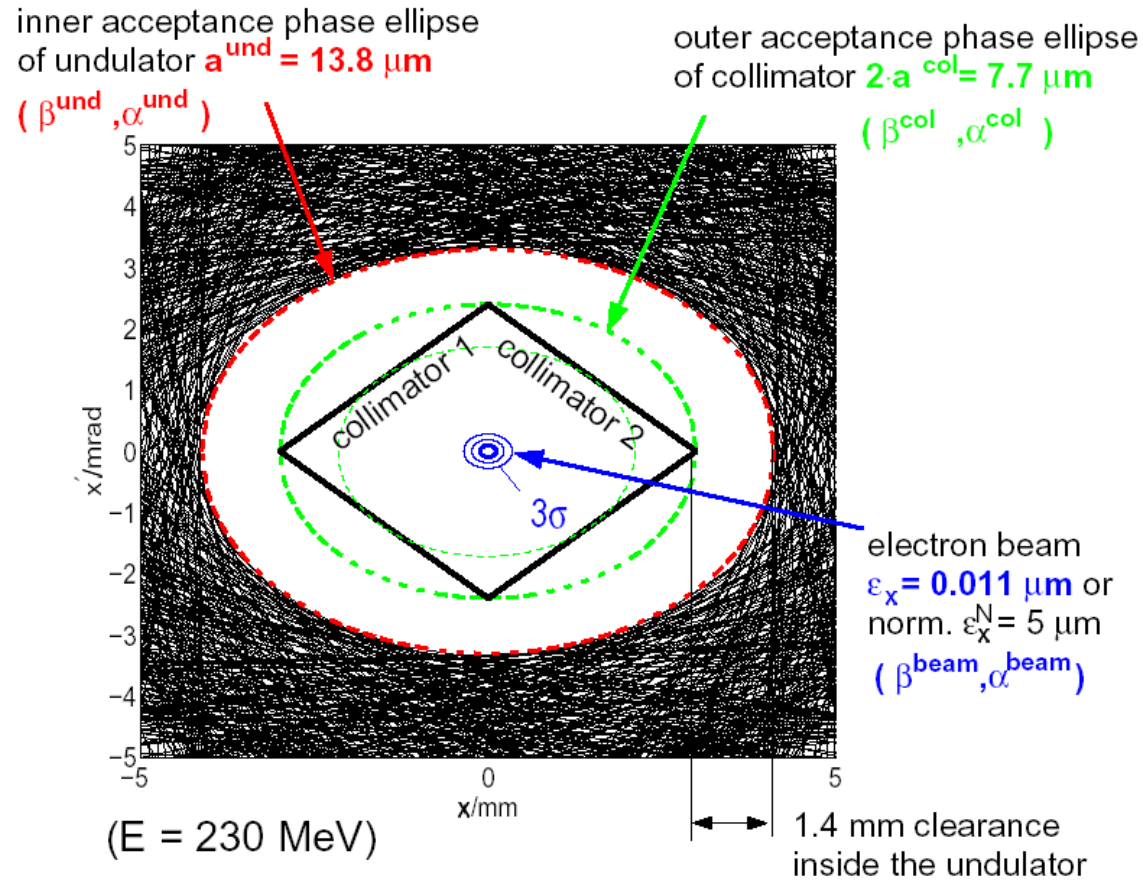 inner acceptance phase ellipse
of undulator a^und = 13.8 μm
( β^und ,α^und )
outer acceptance phase ellipse
of collimator 2·a^col = 7.7 μm
( β^col ,α^col )
5
4
3
2
1
0
−1
−2
−3
−4
−5
x'/mrad
collimator 1
collimator 2
3σ
electron beam
ε_x = 0.011 μm or
norm. ε_x^N = 5 μm
( β^beam,α^beam)
−5
0
5
x/mm
(E = 230 MeV)
1.4 mm clearance
inside the undulator